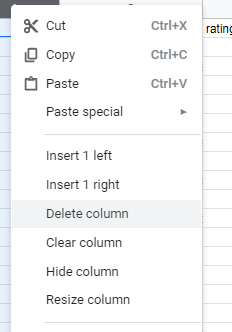 Cut Ctrl+X
rating
Copy Ctrl+C
Paste Ctrl+V
Paste special ►
Insert 1 left
Insert 1 right
Delete column
Clear column
Hide column
Resize column